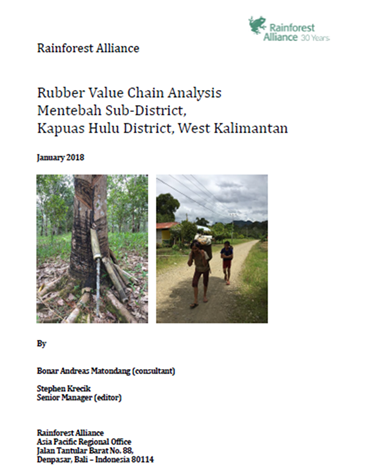 Rainforest
Alliance 30 Years.
Rainforest Alliance
Rubber Value Chain Analysis
Mentebah Sub-District,
Kapuas Hulu District, West Kalimantan
January 2018
By
Bonar Andreas Matondang (consultant)
Stephen Krecik
Senior Manager (editor)
Rainforest Alliance
Asia Pacific Regional Office
Jalan Tantular Barat No. 88.
Denpasar, Bali – Indonesia 80114